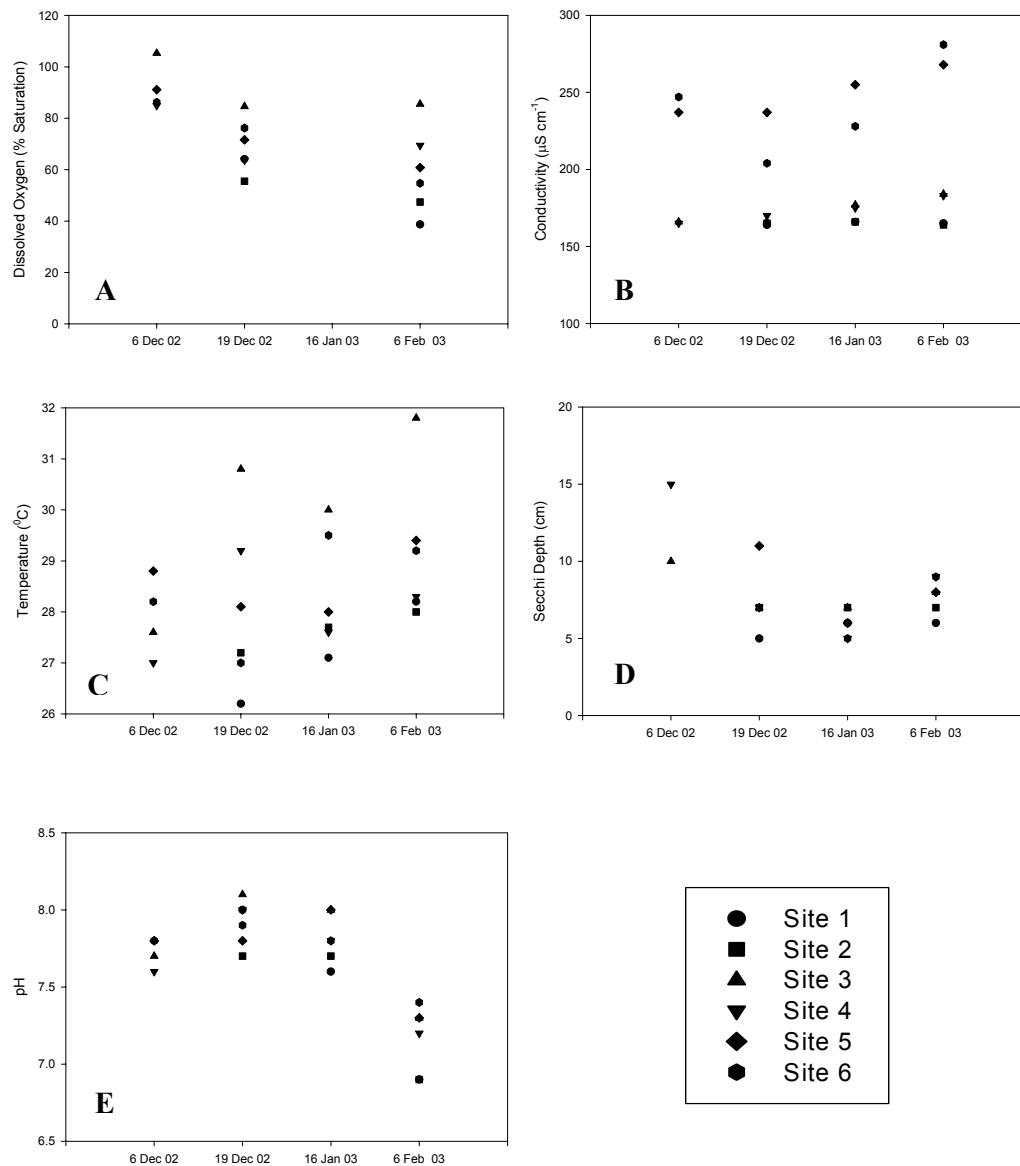 120
100
80
60
40
20
0
Dissolved Oxygen (% Saturation)
A
6 Dec 02 19 Dec 02 16 Jan 03 6 Feb 03
300
250
200
150
100
Conductivity (µS cm⁻¹)
B
6 Dec 02 19 Dec 02 16 Jan 03 6 Feb 03
32
31
30
29
28
27
26
Temperature (⁰C)
C
6 Dec 02 19 Dec 02 16 Jan 03 6 Feb 03
20
15
10
5
0
Secchi Depth (cm)
D
6 Dec 02 19 Dec 02 16 Jan 03 6 Feb 03
8.5
8.0
7.5
7.0
6.5
pH
E
6 Dec 02 19 Dec 02 16 Jan 03 6 Feb 03
Site 1
Site 2
Site 3
Site 4
Site 5
Site 6